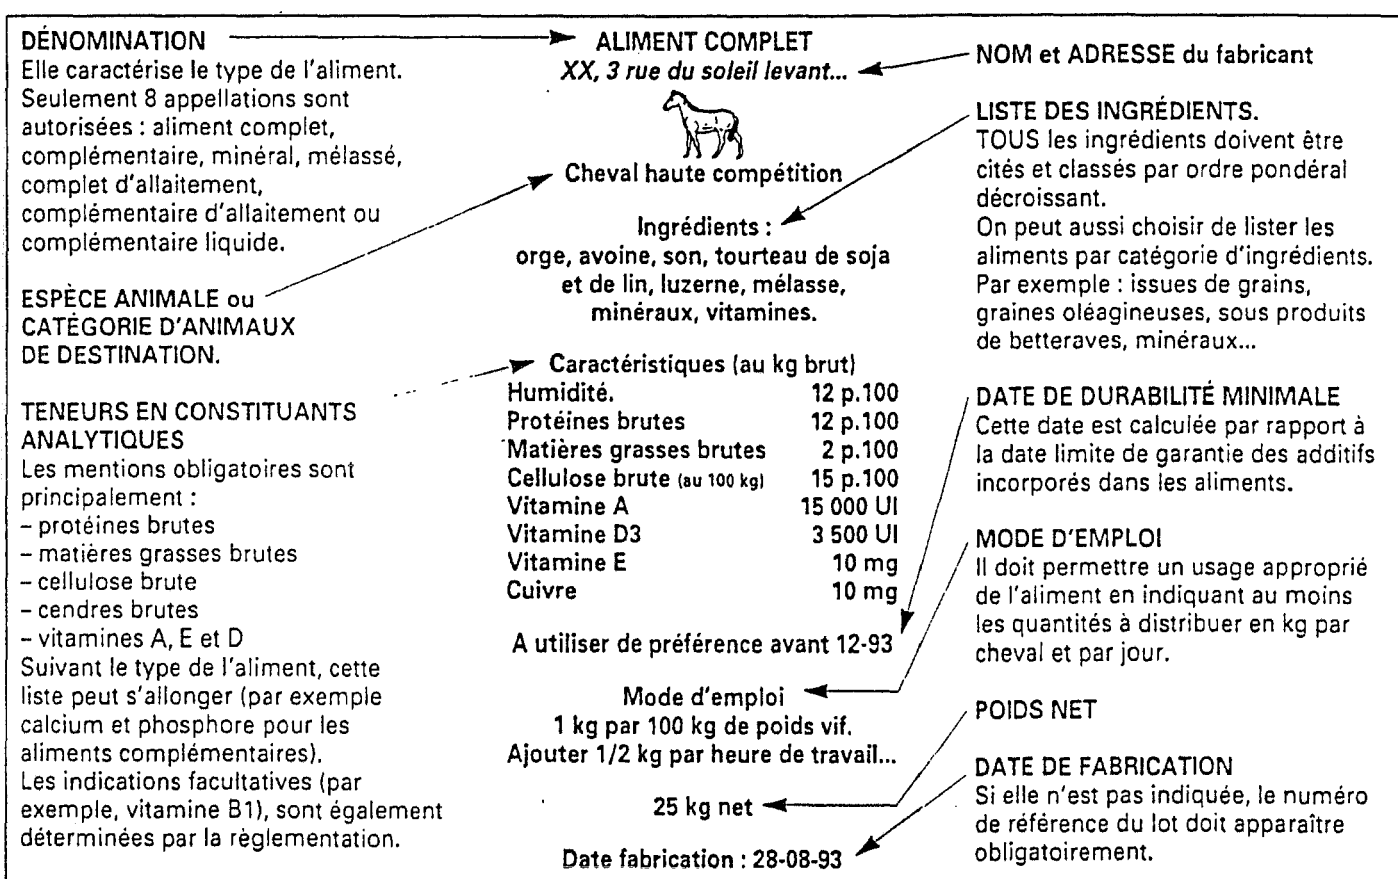 DÉNOMINATION
Elle caractérise le type de l'aliment.
Seulement 8 appellations sont
autorisées : aliment complet,
complémentaire, minéral, mélassé,
complet d'allaitement,
complémentaire d'allaitement ou
complémentaire liquide.
ESPÈCE ANIMALE ou
CATÉGORIE D'ANIMAUX
DE DESTINATION.
TENEURS EN CONSTITUANTS
ANALYTIQUES
Les mentions obligatoires sont
principalement :
– protéines brutes
– matières grasses brutes
– cellulose brute
– cendres brutes
– vitamines A, E et D
Suivant le type de l'aliment, cette
liste peut s'allonger (par exemple
calcium et phosphore pour les
aliments complémentaires).
Les indications facultatives (par
exemple, vitamine B1), sont également
déterminées par la règlementation.
ALIMENT COMPLET
XX, 3 rue du soleil levant...
Cheval haute compétition
Ingrédients :
orge, avoine, son, tourteau de soja
et de lin, luzerne, mélasse,
minéraux, vitamines.
Caractéristiques (au kg brut)
Humidité. 12 p.100
Protéines brutes 12 p.100
Matières grasses brutes 2 p.100
Cellulose brute (au 100 kg) 15 p.100
Vitamine A 15 000 UI
Vitamine D3 3 500 UI
Vitamine E 10 mg
Cuivre 10 mg
A utiliser de préférence avant 12-93
Mode d'emploi
1 kg par 100 kg de poids vif.
Ajouter 1/2 kg par heure de travail...
25 kg net
Date fabrication : 28-08-93
NOM et ADRESSE du fabricant
LISTE DES INGRÉDIENTS.
TOUS les ingrédients doivent être
cités et classés par ordre pondéral
décroissant.
On peut aussi choisir de lister les
aliments par catégorie d'ingrédients.
Par exemple : issues de grains,
graines oléagineuses, sous produits
de betteraves, minéraux...
DATE DE DURABILITÉ MINIMALE
Cette date est calculée par rapport à
la date limite de garantie des additifs
incorporés dans les aliments.
MODE D'EMPLOI
Il doit permettre un usage approprié
de l'aliment en indiquant au moins
les quantités à distribuer en kg par
cheval et par jour.
POIDS NET
DATE DE FABRICATION
Si elle n'est pas indiquée, le numéro
de référence du lot doit apparaître
obligatoirement.